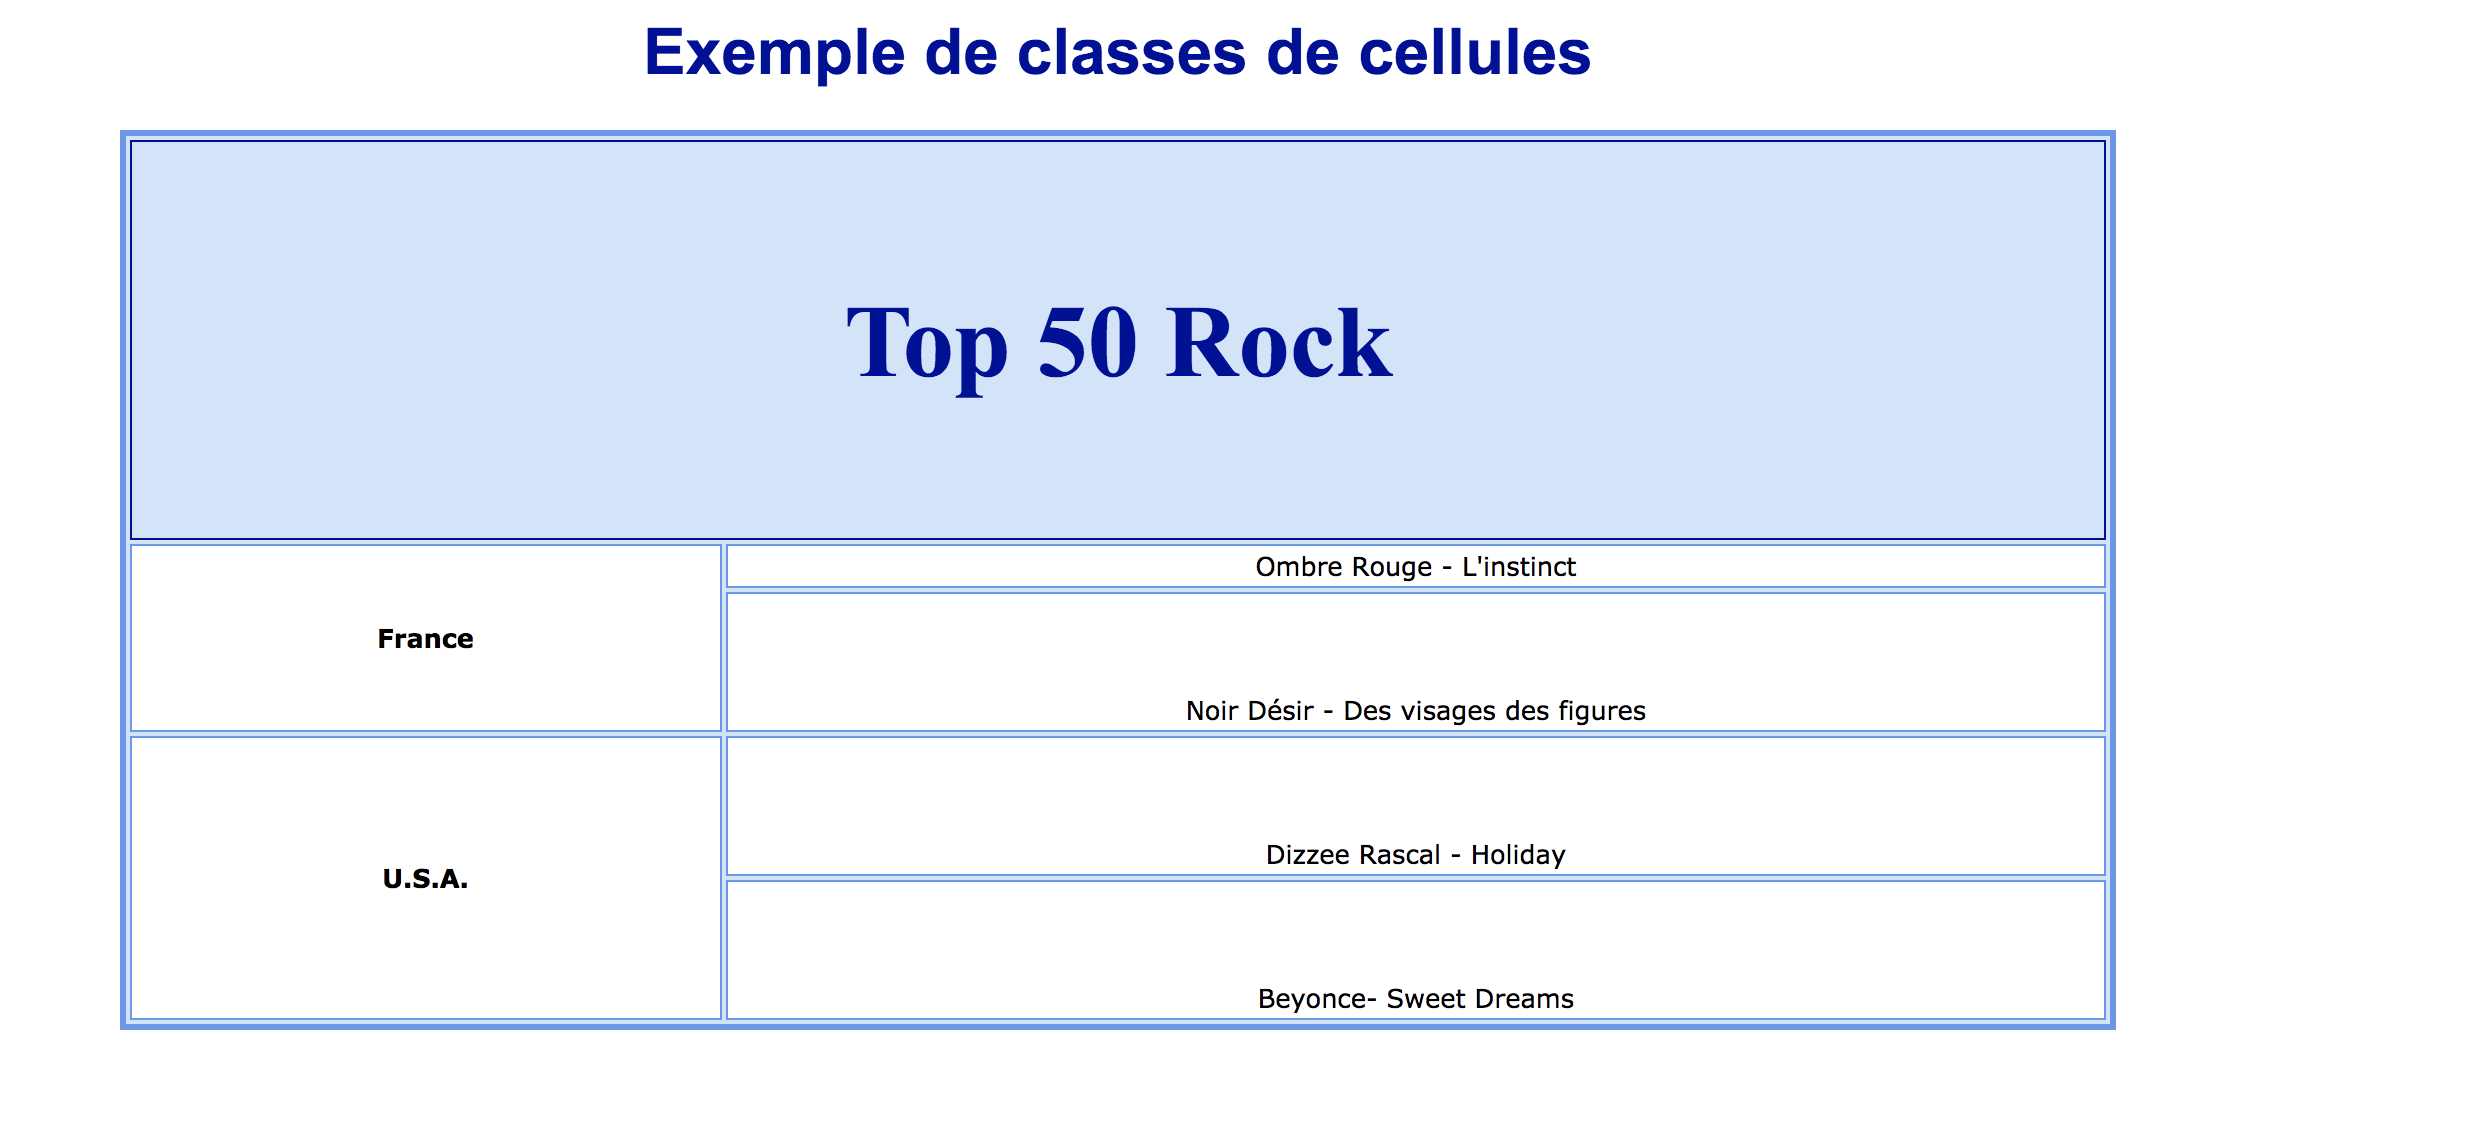 Exemple de classes de cellules
Top 50 Rock
France
Ombre Rouge - L'instinct
Noir Désir - Des visages des figures
U.S.A.
Dizzee Rascal - Holiday
Beyonce- Sweet Dreams